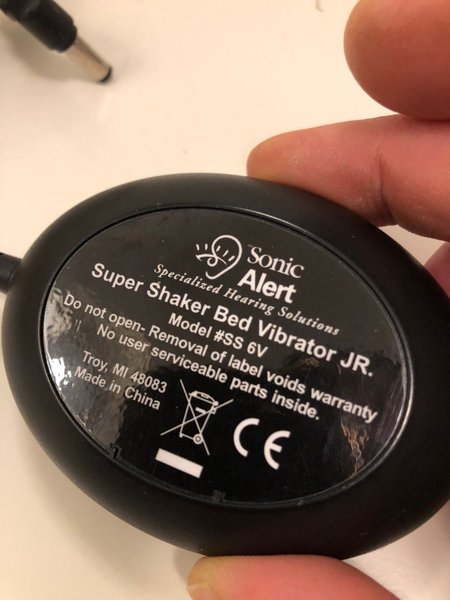 Sonic
Alert
Specialized Hearing Solutions
Super Shaker Bed Vibrator JR.
Model #SS 6V
Do not open- Removal of label voids warranty
No user serviceable parts inside.
Troy, MI 48083
Made in China
CE